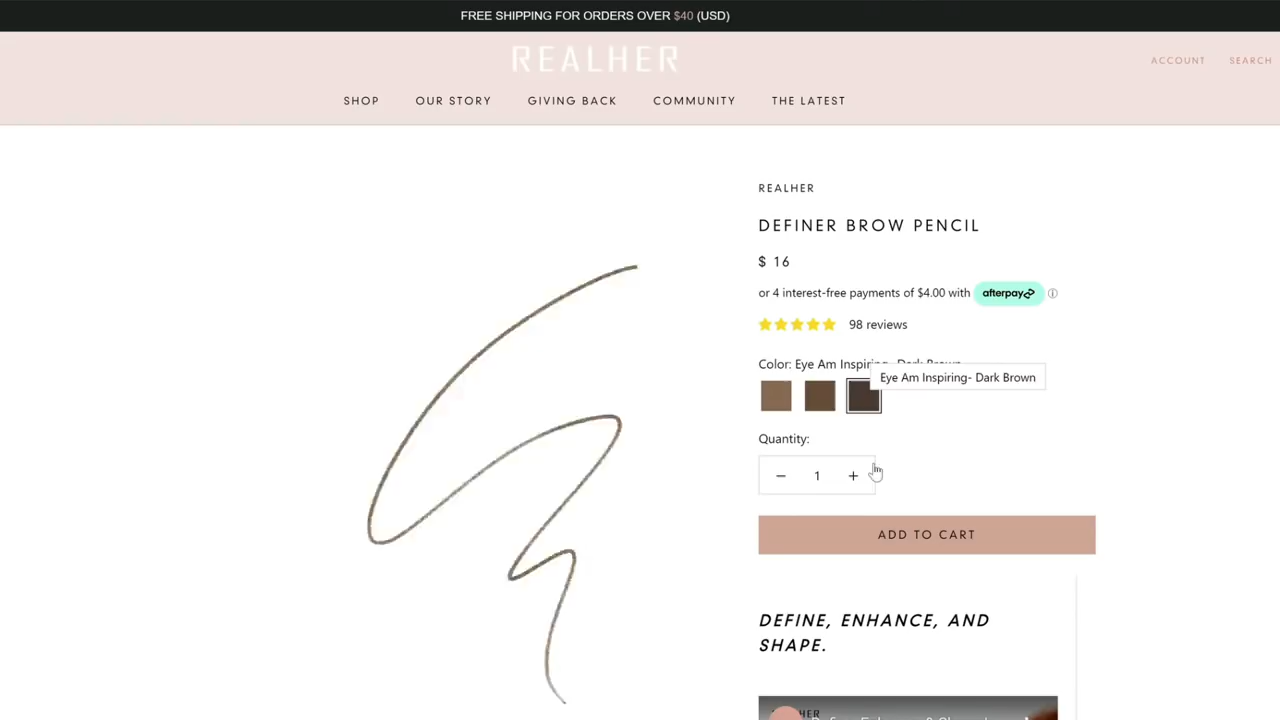 FREE SHIPPING FOR ORDERS OVER $40 (USD)
REALHER
ACCOUNT SEARCH
SHOP OUR STORY GIVING BACK COMMUNITY THE LATEST
REALHER
DEFINER BROW PENCIL
$ 16
or 4 interest-free payments of $4.00 with afterpay
98 reviews
Color: Eye Am Inspiring- Dark Brown
Eye Am Inspiring- Dark Brown
Quantity:
− 1 +
ADD TO CART
DEFINE, ENHANCE, AND
SHAPE.